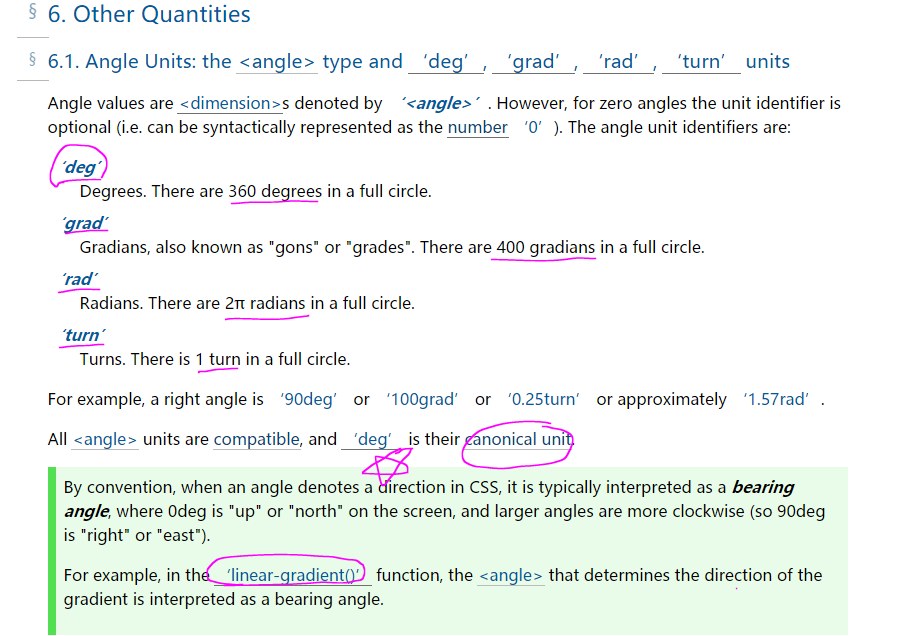 § 6. Other Quantities
§ 6.1. Angle Units: the <angle> type and ‘deg’, ‘grad’, ‘rad’, ‘turn’ units
Angle values are <dimension>s denoted by ‘<angle>’. However, for zero angles the unit identifier is
optional (i.e. can be syntactically represented as the number ‘0’). The angle unit identifiers are:
‘deg’
Degrees. There are 360 degrees in a full circle.
‘grad’
Gradians, also known as "gons" or "grades". There are 400 gradians in a full circle.
‘rad’
Radians. There are 2π radians in a full circle.
‘turn’
Turns. There is 1 turn in a full circle.
For example, a right angle is ‘90deg’ or ‘100grad’ or ‘0.25turn’ or approximately ‘1.57rad’.
All <angle> units are compatible, and ‘deg’ is their canonical unit.
By convention, when an angle denotes a direction in CSS, it is typically interpreted as a bearing
angle, where 0deg is "up" or "north" on the screen, and larger angles are more clockwise (so 90deg
is "right" or "east").
For example, in the ‘linear-gradient()’ function, the <angle> that determines the direction of the
gradient is interpreted as a bearing angle.